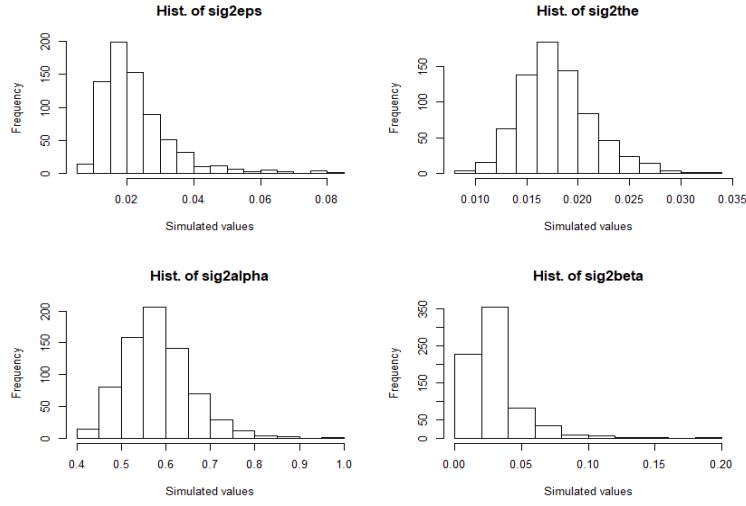 Hist. of sig2eps
Frequency
0
50
100
150
200
0.02 0.04 0.06 0.08
Simulated values
Hist. of sig2the
Frequency
0
50
100
150
0.010 0.015 0.020 0.025 0.030 0.035
Simulated values
Hist. of sig2alpha
Frequency
0
50
100
150
200
0.4 0.5 0.6 0.7 0.8 0.9 1.0
Simulated values
Hist. of sig2beta
Frequency
0
50
150
250
350
0.00 0.05 0.10 0.15 0.20
Simulated values